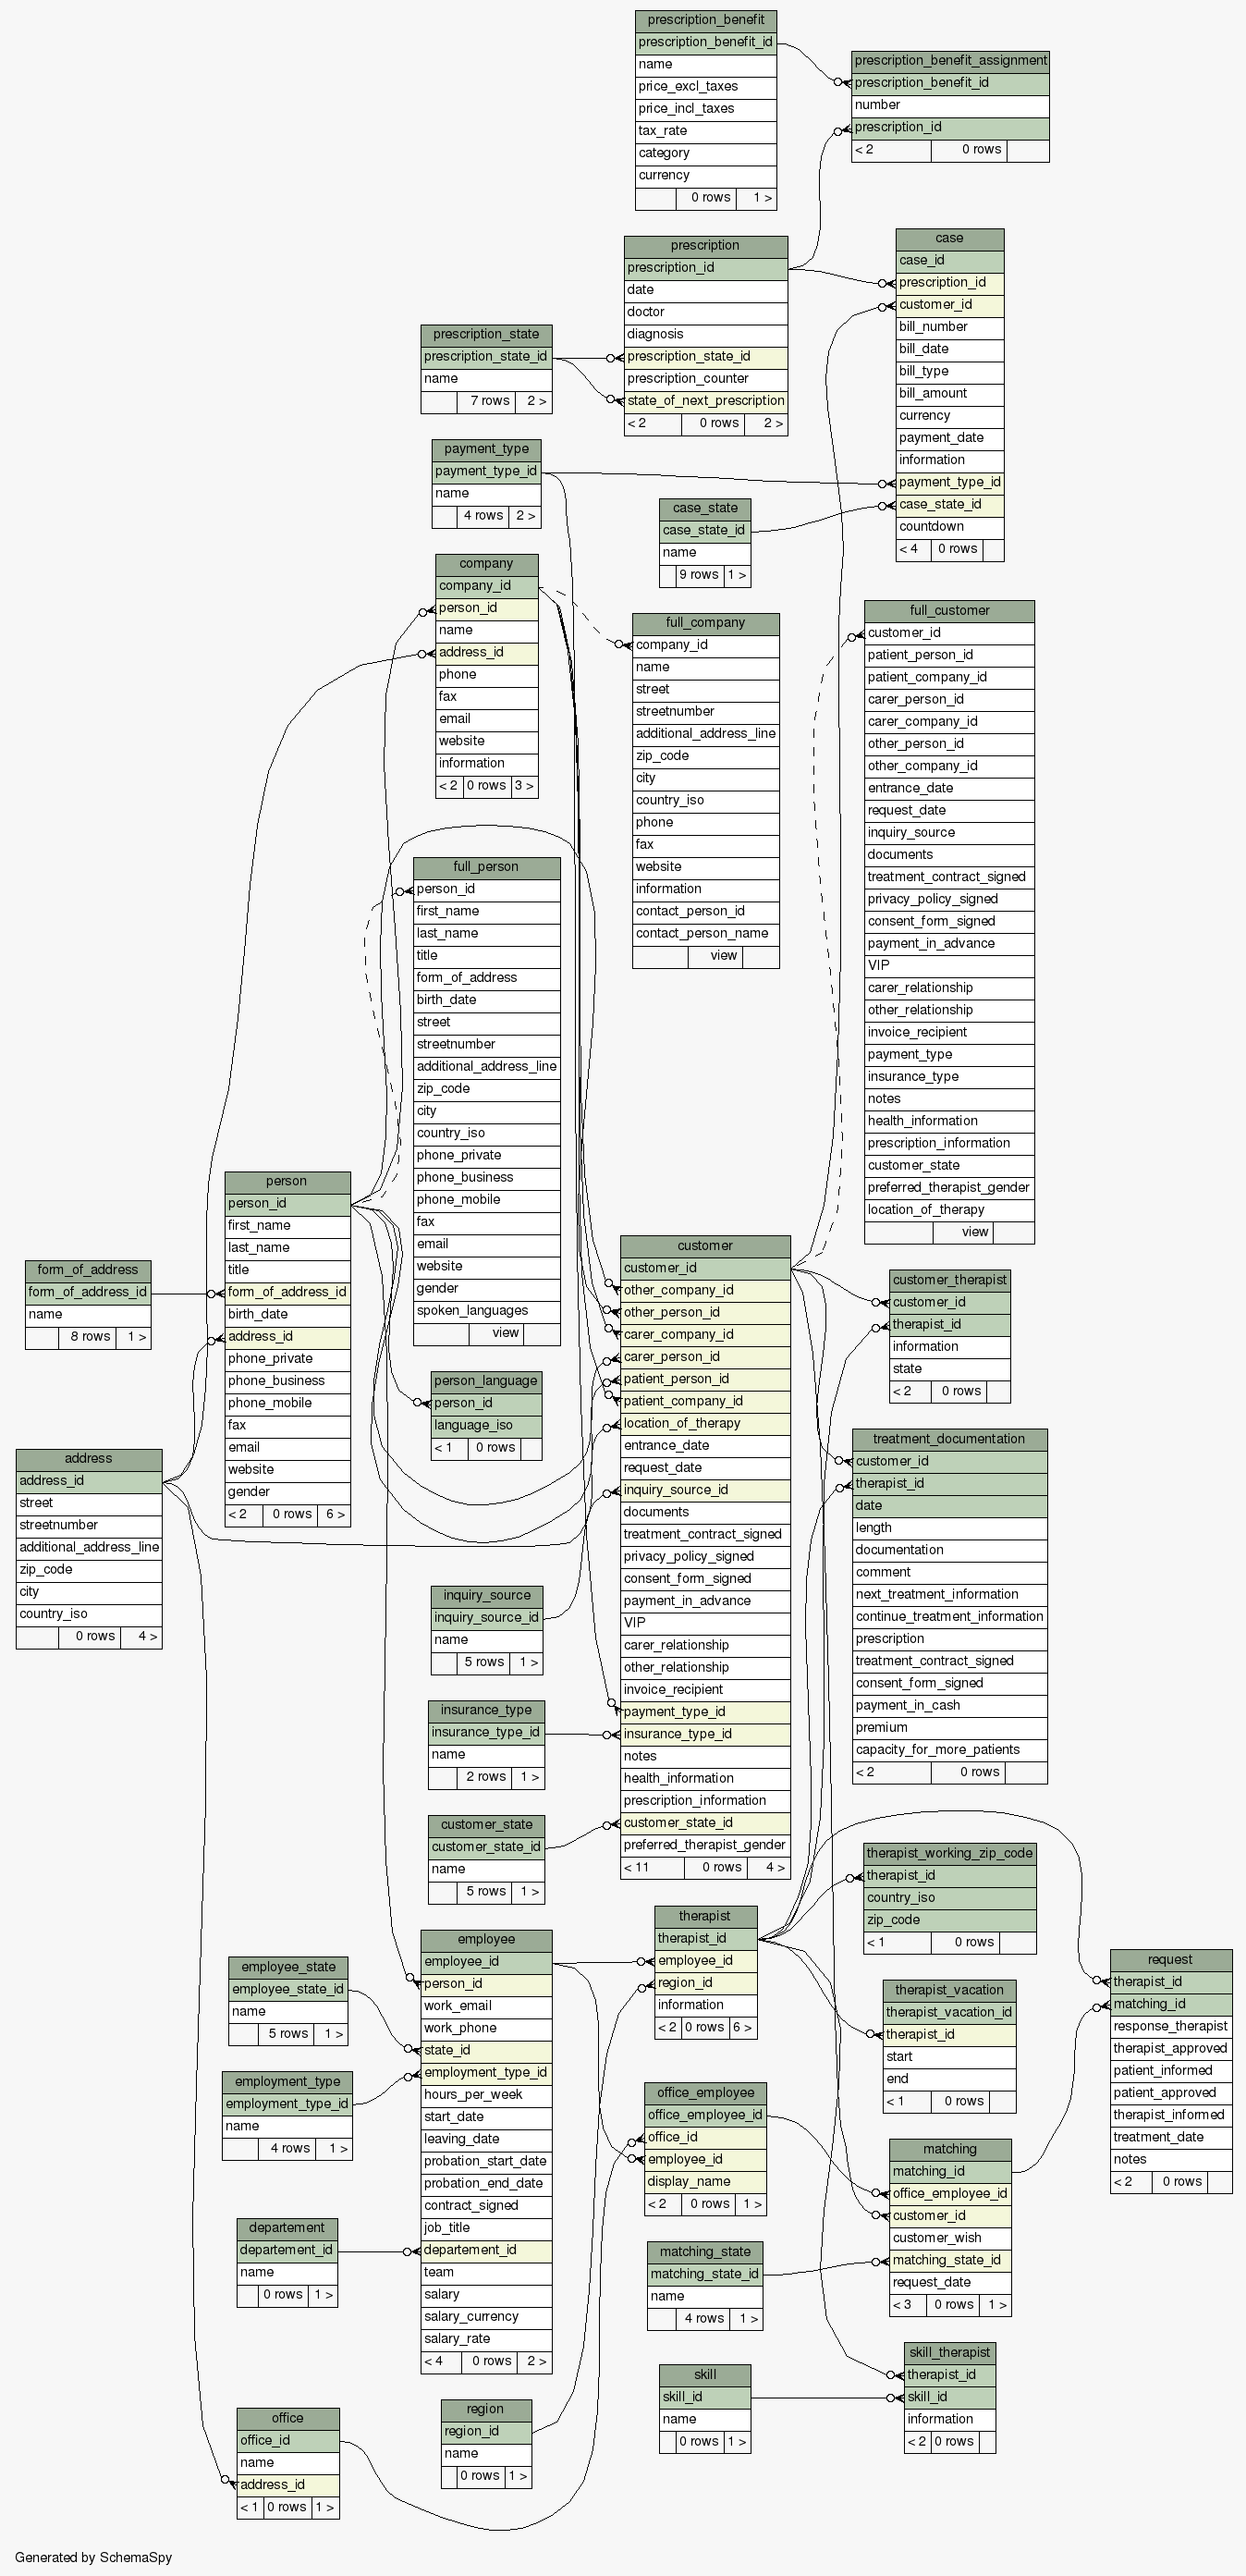 prescription_benefit
prescription_benefit_id
name
price_excl_taxes
price_incl_taxes
tax_rate
category
currency
0 rows 1 >
prescription_benefit_assignment
prescription_benefit_id
number
prescription_id
< 2 0 rows
prescription
prescription_id
date
doctor
diagnosis
prescription_state_id
prescription_counter
state_of_next_prescription
< 2 0 rows 2 >
case
case_id
prescription_id
customer_id
bill_number
bill_date
bill_type
bill_amount
currency
payment_date
information
payment_type_id
case_state_id
countdown
< 4 0 rows
prescription_state
prescription_state_id
name
7 rows 2 >
payment_type
payment_type_id
name
4 rows 2 >
case_state
case_state_id
name
9 rows 1 >
company
company_id
person_id
name
address_id
phone
fax
email
website
information
< 2 0 rows 3 >
full_company
company_id
name
street
streetnumber
additional_address_line
zip_code
city
country_iso
phone
fax
website
information
contact_person_id
contact_person_name
view
full_customer
customer_id
patient_person_id
patient_company_id
carer_person_id
carer_company_id
other_person_id
other_company_id
entrance_date
request_date
inquiry_source
documents
treatment_contract_signed
privacy_policy_signed
consent_form_signed
payment_in_advance
VIP
carer_relationship
other_relationship
invoice_recipient
payment_type
insurance_type
notes
health_information
prescription_information
customer_state
preferred_therapist_gender
location_of_therapy
view
full_person
person_id
first_name
last_name
title
form_of_address
birth_date
street
streetnumber
additional_address_line
zip_code
city
country_iso
phone_private
phone_business
phone_mobile
fax
email
website
gender
spoken_languages
view
person
person_id
first_name
last_name
title
form_of_address_id
birth_date
address_id
phone_private
phone_business
phone_mobile
fax
email
website
gender
< 2 0 rows 6 >
form_of_address
form_of_address_id
name
8 rows 1 >
address
address_id
street
streetnumber
additional_address_line
zip_code
city
country_iso
0 rows 4 >
person_language
person_id
language_iso
< 1 0 rows
customer
customer_id
other_company_id
other_person_id
carer_company_id
carer_person_id
patient_person_id
patient_company_id
location_of_therapy
entrance_date
request_date
inquiry_source_id
documents
treatment_contract_signed
privacy_policy_signed
consent_form_signed
payment_in_advance
VIP
carer_relationship
other_relationship
invoice_recipient
payment_type_id
insurance_type_id
notes
health_information
prescription_information
customer_state_id
preferred_therapist_gender
< 11 0 rows 4 >
customer_therapist
customer_id
therapist_id
information
state
< 2 0 rows
treatment_documentation
customer_id
therapist_id
date
length
documentation
comment
next_treatment_information
continue_treatment_information
prescription
treatment_contract_signed
consent_form_signed
payment_in_cash
premium
capacity_for_more_patients
< 2 0 rows
inquiry_source
inquiry_source_id
name
5 rows 1 >
insurance_type
insurance_type_id
name
2 rows 1 >
customer_state
customer_state_id
name
5 rows 1 >
therapist_working_zip_code
therapist_id
country_iso
zip_code
< 1 0 rows
therapist
therapist_id
employee_id
region_id
information
< 2 0 rows 6 >
employee
employee_id
person_id
work_email
work_phone
state_id
employment_type_id
hours_per_week
start_date
leaving_date
probation_start_date
probation_end_date
contract_signed
job_title
departement_id
team
salary
salary_currency
salary_rate
< 4 0 rows 2 >
employee_state
employee_state_id
name
5 rows 1 >
employment_type
employment_type_id
name
4 rows 1 >
departement
departement_id
name
0 rows 1 >
request
therapist_id
matching_id
response_therapist
therapist_approved
patient_informed
patient_approved
therapist_informed
treatment_date
notes
< 2 0 rows
therapist_vacation
therapist_vacation_id
therapist_id
start
end
< 1 0 rows
office_employee
office_employee_id
office_id
employee_id
display_name
< 2 0 rows 1 >
matching
matching_id
office_employee_id
customer_id
customer_wish
matching_state_id
request_date
< 3 0 rows 1 >
matching_state
matching_state_id
name
4 rows 1 >
skill_therapist
therapist_id
skill_id
information
< 2 0 rows
skill
skill_id
name
0 rows 1 >
region
region_id
name
0 rows 1 >
office
office_id
name
address_id
< 1 0 rows 1 >
Generated by SchemaSpy